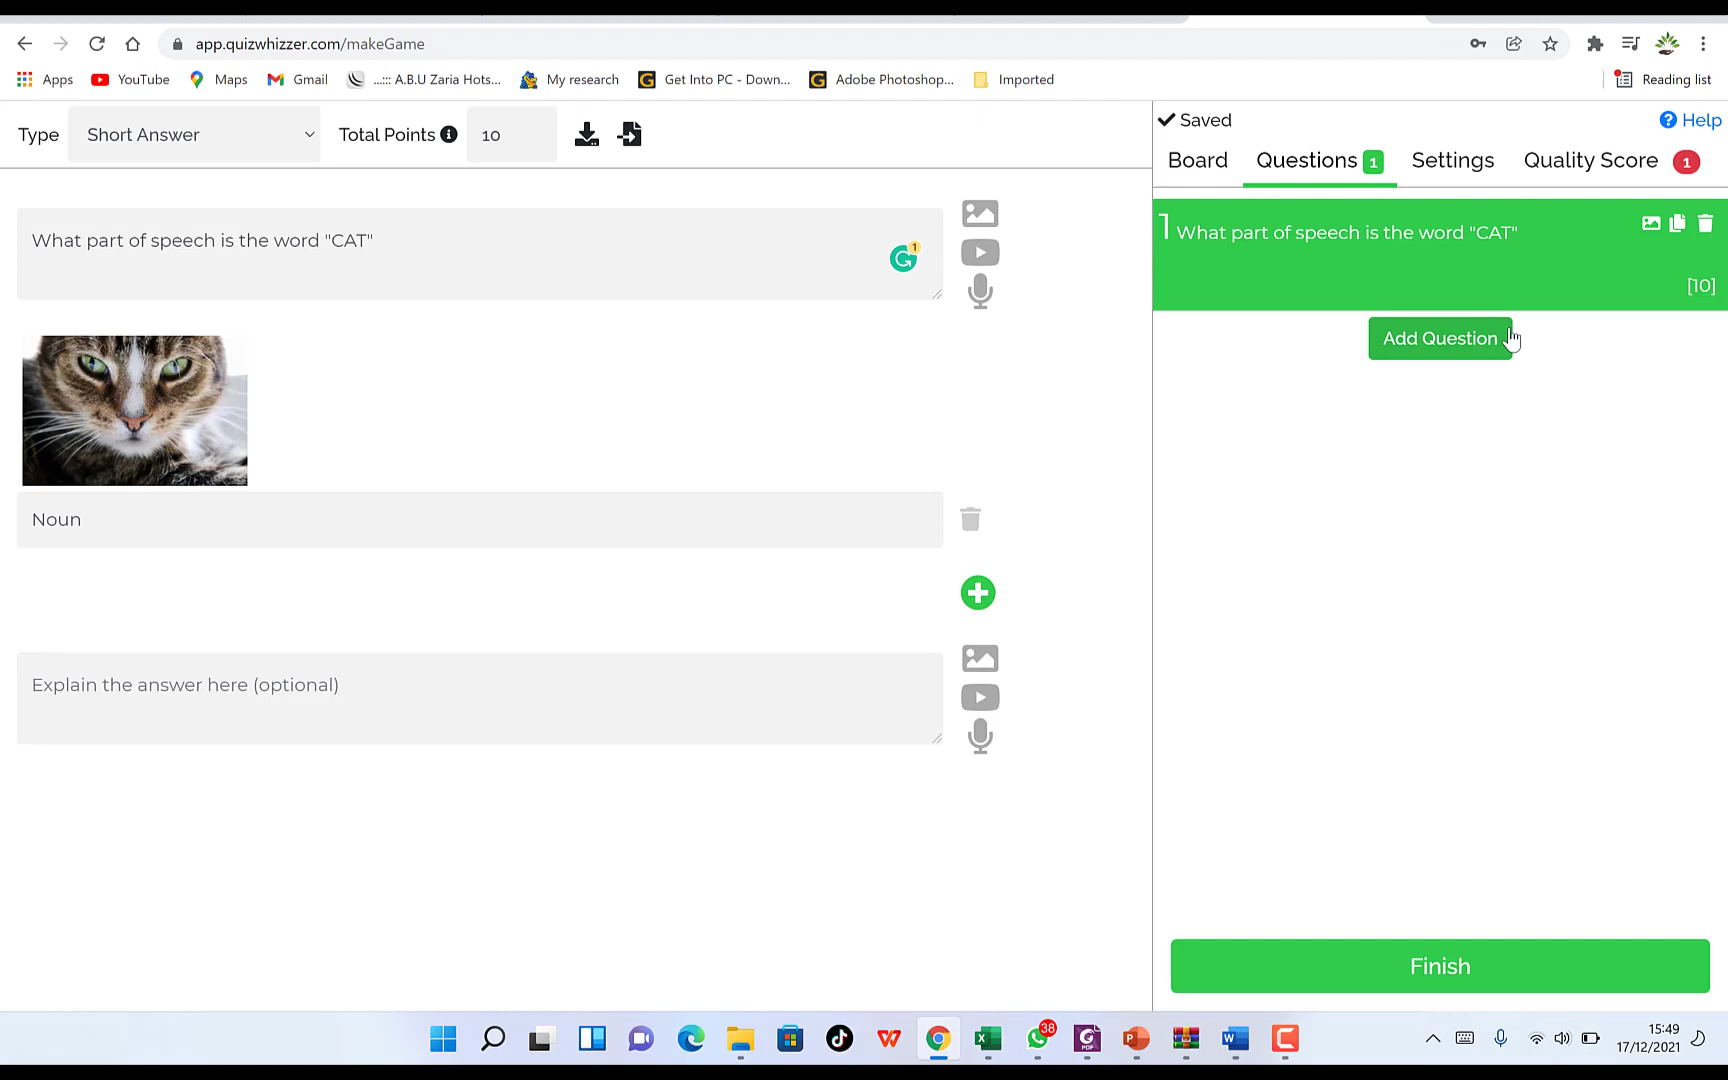 app.quizwhizzer.com/makeGame
Apps
YouTube
Maps
Gmail
...::: A.B.U Zaria Hots...
My research
Get Into PC - Down...
Adobe Photoshop...
Imported
Reading list
Type
Short Answer
Total Points
10
Saved
Help
Board
Questions 1
Settings
Quality Score 1
What part of speech is the word "CAT"
1
1 What part of speech is the word "CAT"
[10]
Add Question
Noun
Explain the answer here (optional)
Finish
38
PDF
15:49
17/12/2021